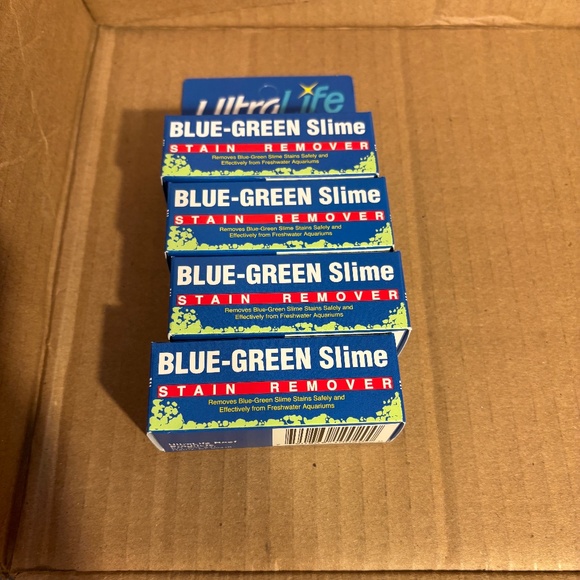 UltraLife
BLUE-GREEN Slime
STAIN REMOVER
Removes Blue-Green Slime Stains Safely and
Effectively from Freshwater Aquariums
BLUE-GREEN Slime
STAIN REMOVER
Removes Blue-Green Slime Stains Safely and
Effectively from Freshwater Aquariums
BLUE-GREEN Slime
STAIN REMOVER
Removes Blue-Green Slime Stains Safely and
Effectively from Freshwater Aquariums
BLUE-GREEN Slime
STAIN REMOVER
Removes Blue-Green Slime Stains Safely and
Effectively from Freshwater Aquariums
UltraLife Reef